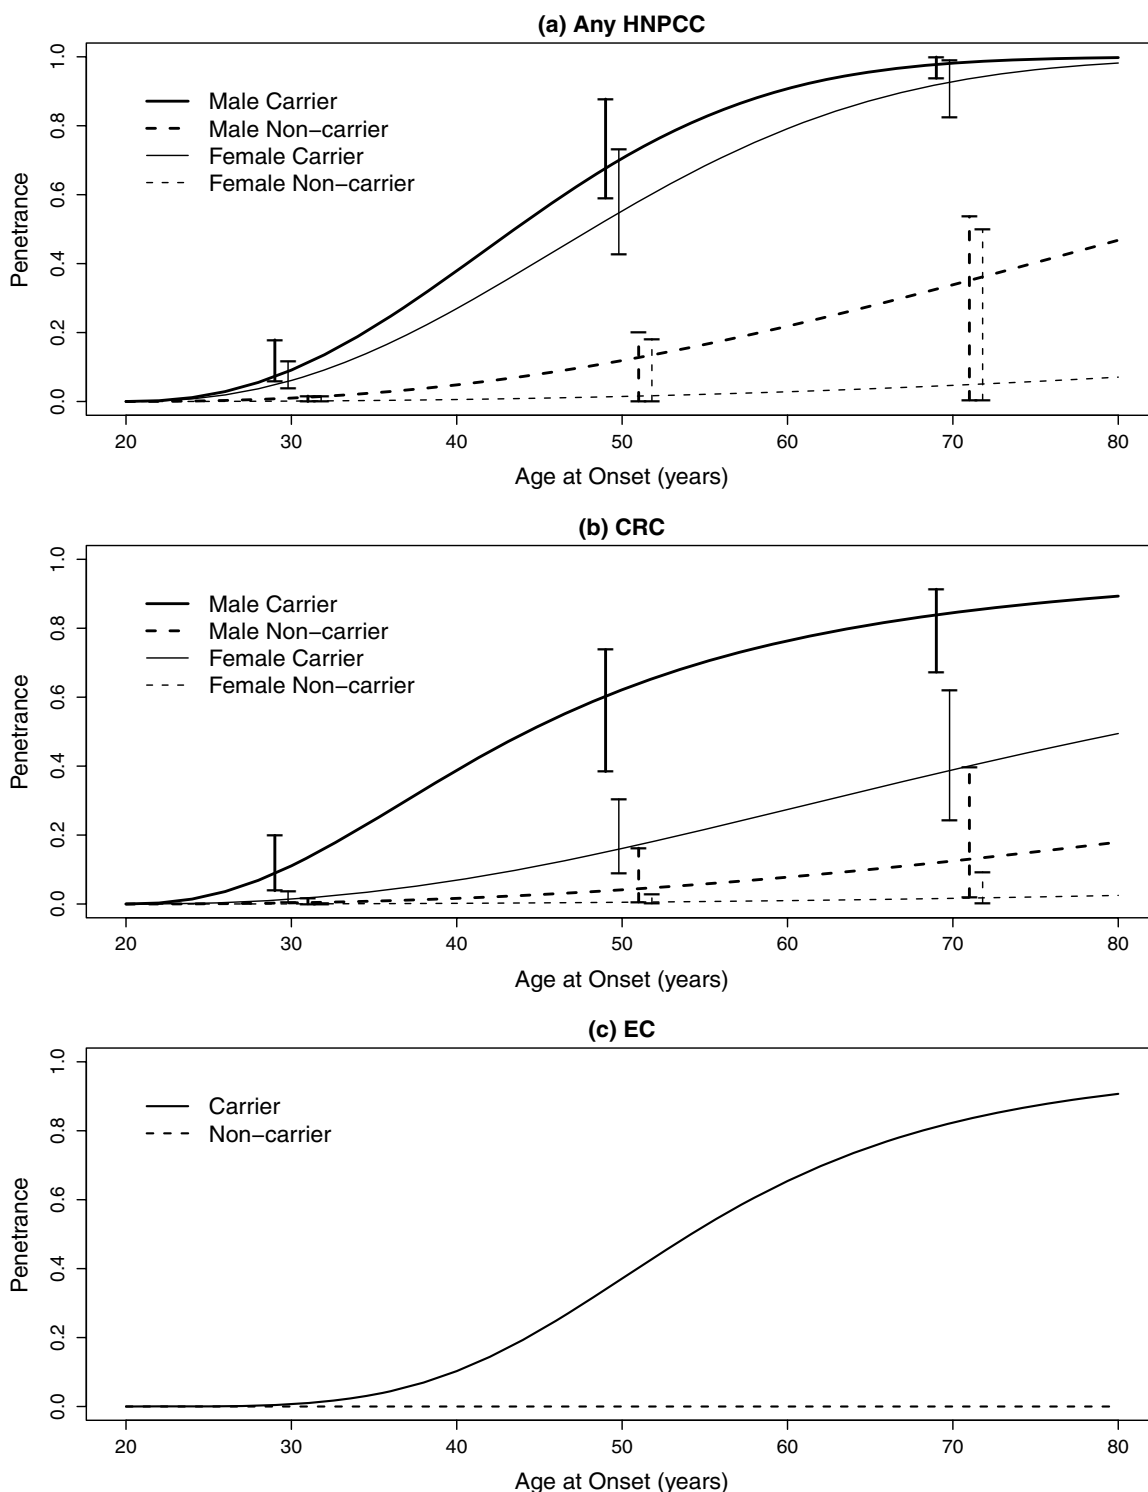 (a) Any HNPCC
Penetrance
1.0
0.8
0.6
0.4
0.2
0.0
Male Carrier
Male Non−carrier
Female Carrier
Female Non−carrier
20 30 40 50 60 70 80
Age at Onset (years)
(b) CRC
Penetrance
1.0
0.8
0.6
0.4
0.2
0.0
Male Carrier
Male Non−carrier
Female Carrier
Female Non−carrier
20 30 40 50 60 70 80
Age at Onset (years)
(c) EC
Penetrance
1.0
0.8
0.6
0.4
0.2
0.0
Carrier
Non−carrier
20 30 40 50 60 70 80
Age at Onset (years)